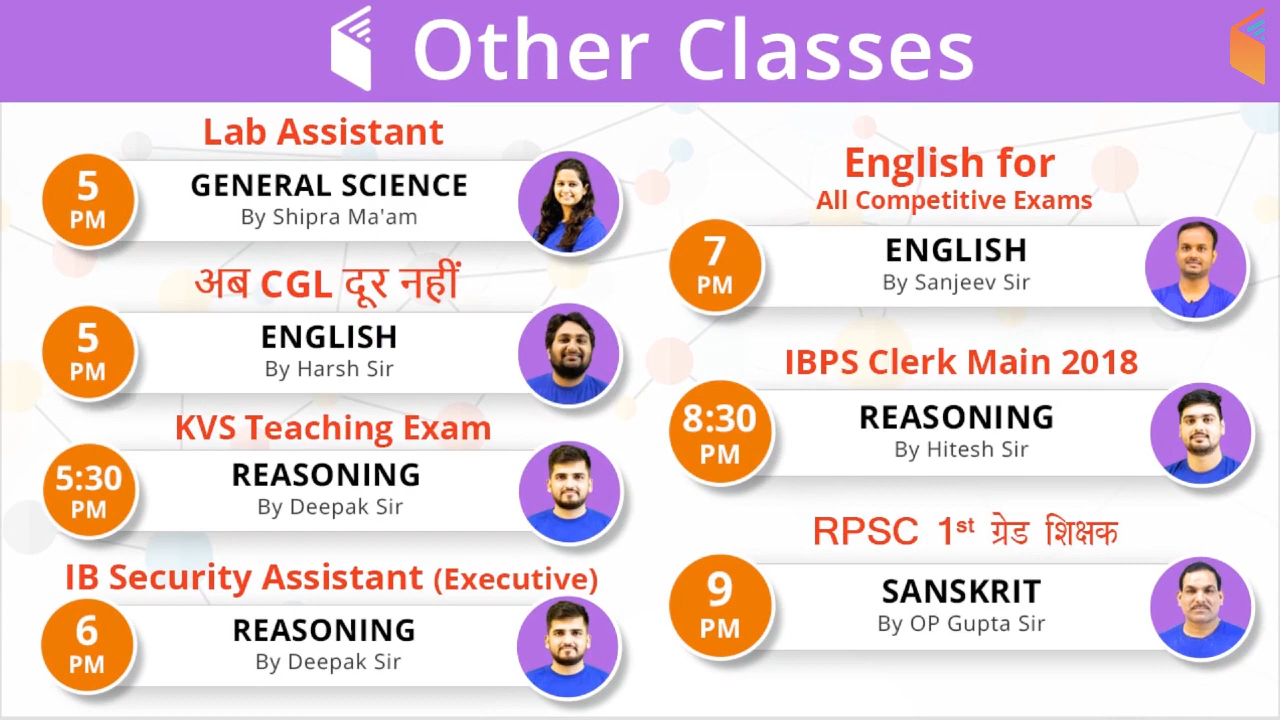 Other Classes
Lab Assistant
5
PM
GENERAL SCIENCE
By Shipra Ma'am
अब CGL दूर नहीं
5
PM
ENGLISH
By Harsh Sir
KVS Teaching Exam
5:30
PM
REASONING
By Deepak Sir
IB Security Assistant (Executive)
6
PM
REASONING
By Deepak Sir
English for
All Competitive Exams
7
PM
ENGLISH
By Sanjeev Sir
IBPS Clerk Main 2018
8:30
PM
REASONING
By Hitesh Sir
RPSC 1st ग्रेड शिक्षक
9
PM
SANSKRIT
By OP Gupta Sir